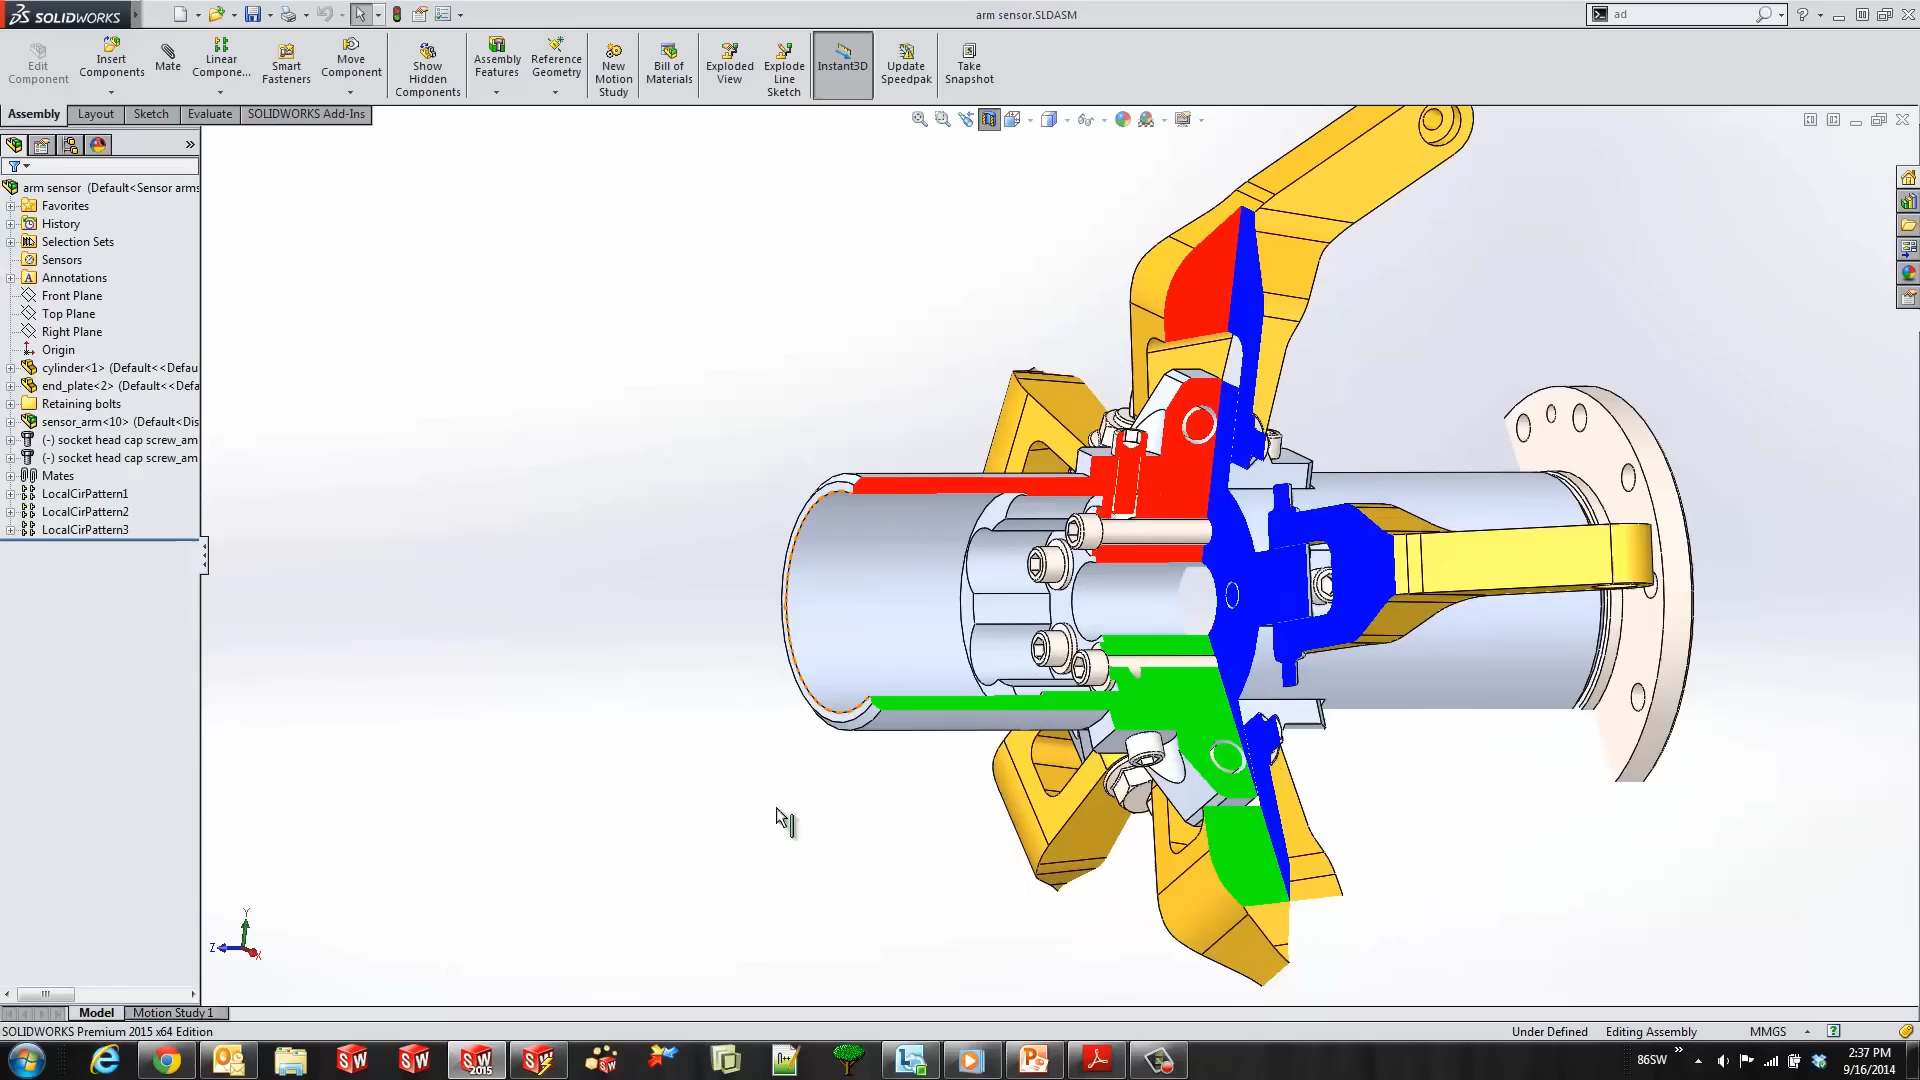 SOLIDWORKS
arm sensor.SLDASM
ad
Edit Component
Insert Components
Mate
Linear Compone...
Smart Fasteners
Move Component
Show Hidden Components
Assembly Features
Reference Geometry
New Motion Study
Bill of Materials
Exploded View
Explode Line Sketch
Instant3D
Update Speedpak
Take Snapshot
Assembly
Layout
Sketch
Evaluate
SOLIDWORKS Add-Ins
arm sensor (Default<Sensor arms
Favorites
History
Selection Sets
Sensors
Annotations
Front Plane
Top Plane
Right Plane
Origin
cylinder<1> (Default<<Defau
end_plate<2> (Default<<Defa
Retaining bolts
sensor_arm<10> (Default<Dis
(-) socket head cap screw_am
(-) socket head cap screw_am
Mates
LocalCirPattern1
LocalCirPattern2
LocalCirPattern3
Y
Z
X
Model
Motion Study 1
SOLIDWORKS Premium 2015 x64 Edition
Under Defined
Editing Assembly
MMGS
SW
SW
SW 2015
SW
86SW
2:37 PM
9/16/2014